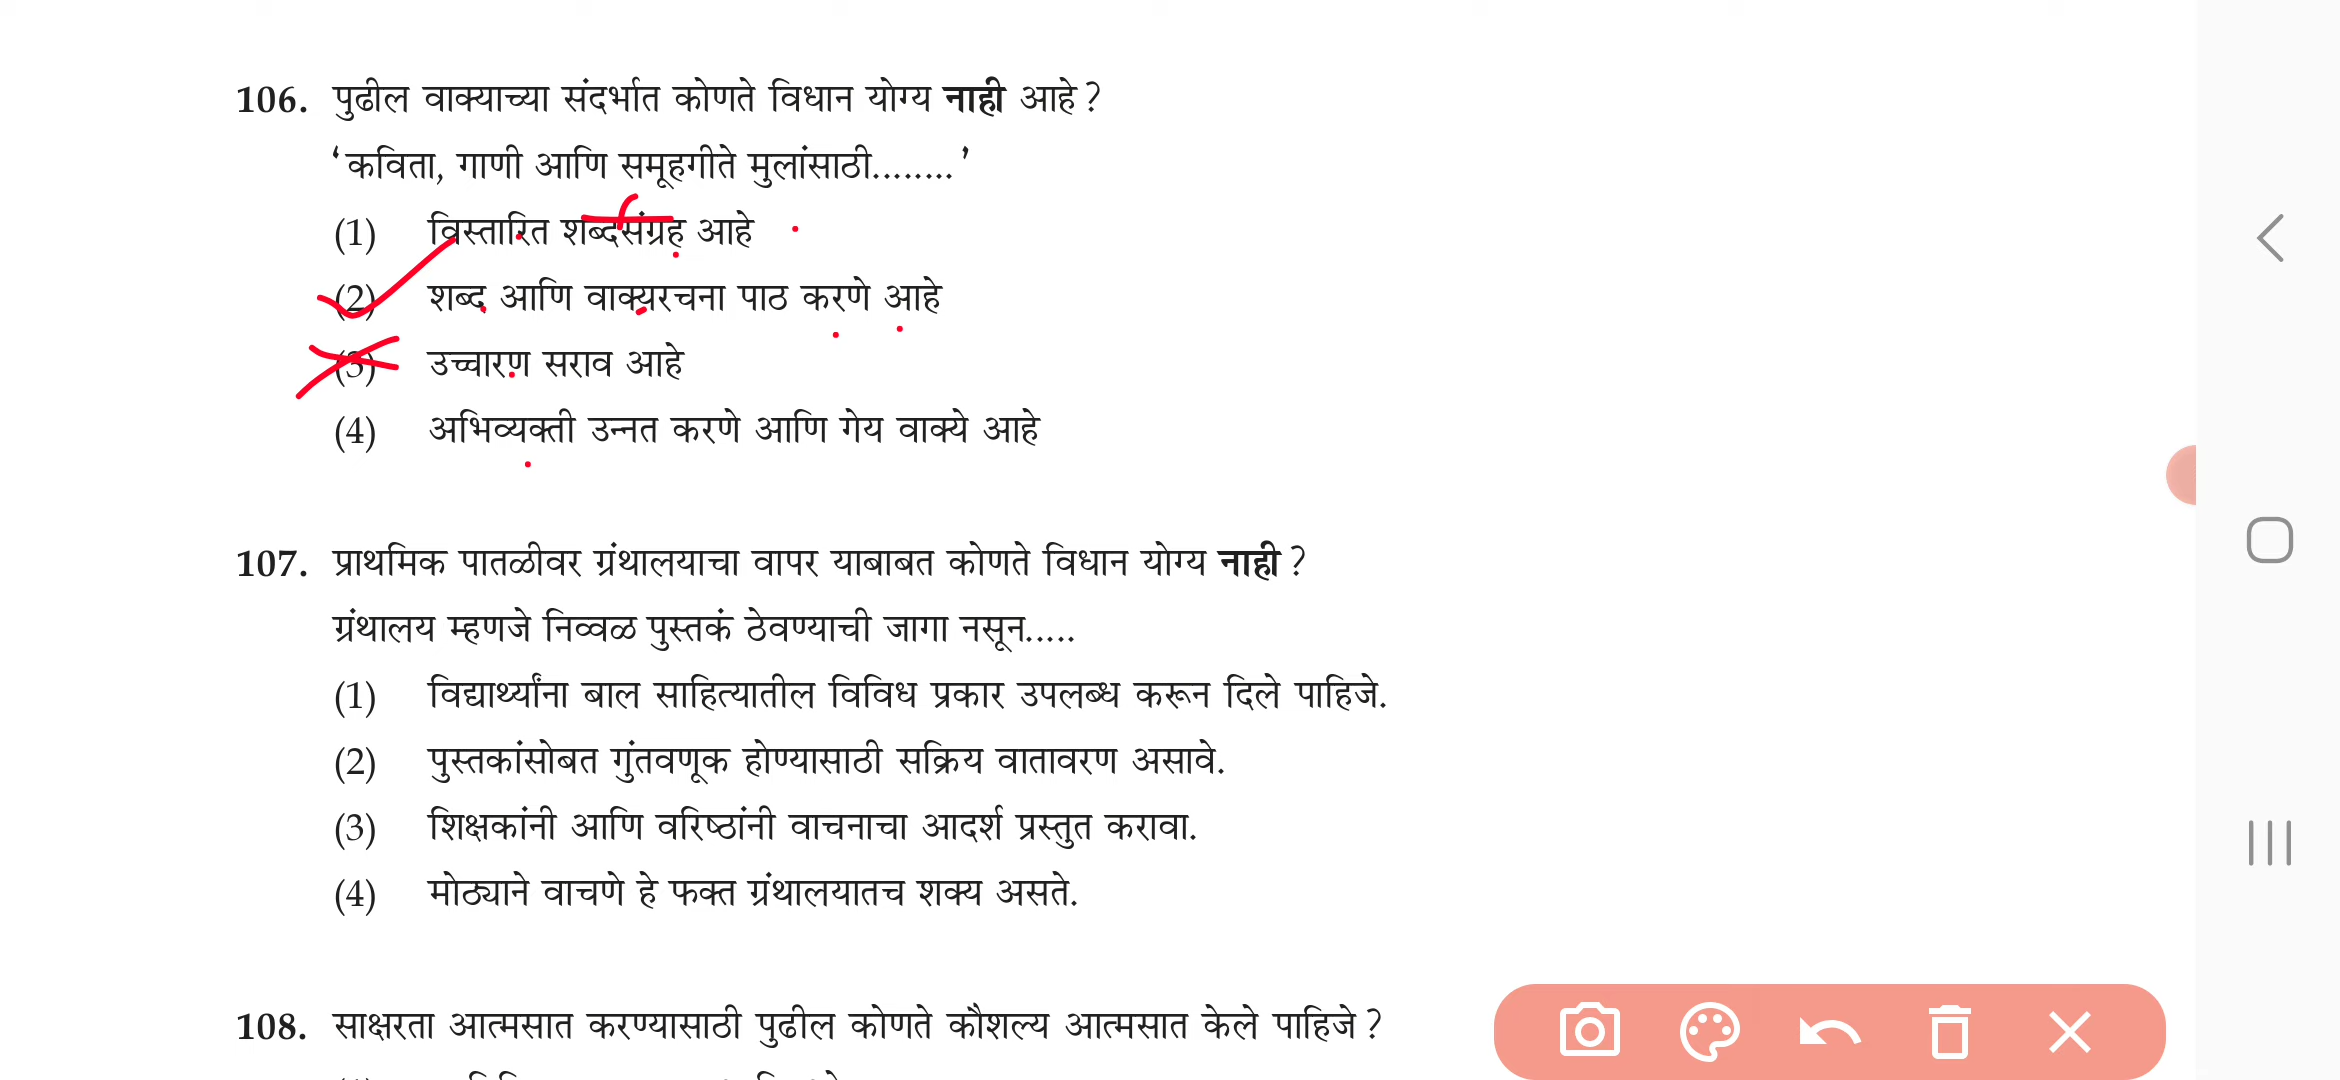 106. पुढील वाक्याच्या संदर्भात कोणते विधान योग्य नाही आहे ?
‘कविता, गाणी आणि समूहगीते मुलांसाठी........’
(1) विस्तारित शब्दसंग्रह आहे
(2) शब्द आणि वाक्यरचना पाठ करणे आहे
(3) उच्चारण सराव आहे
(4) अभिव्यक्ती उन्नत करणे आणि गेय वाक्ये आहे
107. प्राथमिक पातळीवर ग्रंथालयाचा वापर याबाबत कोणते विधान योग्य नाही ?
ग्रंथालय म्हणजे निव्वळ पुस्तकं ठेवण्याची जागा नसून.....
(1) विद्यार्थ्यांना बाल साहित्यातील विविध प्रकार उपलब्ध करून दिले पाहिजे.
(2) पुस्तकांसोबत गुंतवणूक होण्यासाठी सक्रिय वातावरण असावे.
(3) शिक्षकांनी आणि वरिष्ठांनी वाचनाचा आदर्श प्रस्तुत करावा.
(4) मोठ्याने वाचणे हे फक्त ग्रंथालयातच शक्य असते.
108. साक्षरता आत्मसात करण्यासाठी पुढील कोणते कौशल्य आत्मसात केले पाहिजे ?